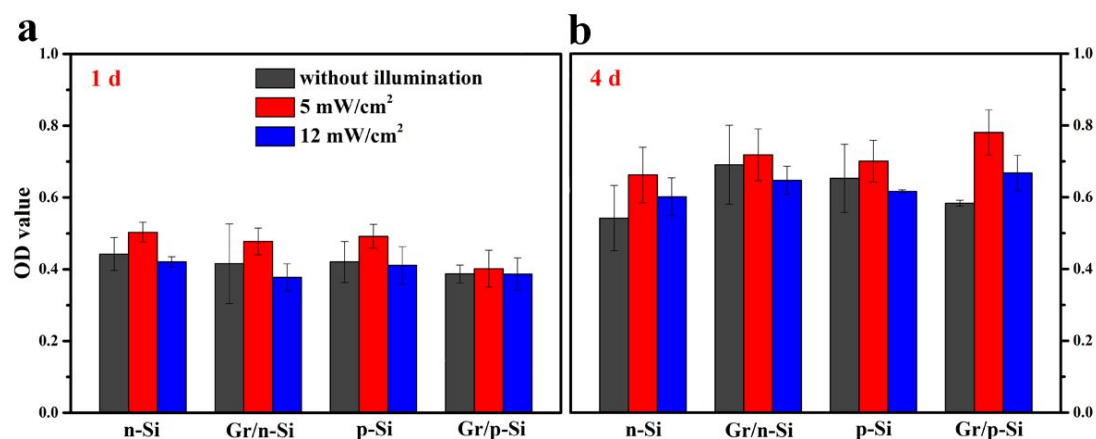 a
b
1.0
0.8
0.6
0.4
0.2
0.0
OD value
1 d
without illumination
5 mW/cm²
12 mW/cm²
n-Si Gr/n-Si p-Si Gr/p-Si
4 d
1.0
0.8
0.6
0.4
0.2
0.0
n-Si Gr/n-Si p-Si Gr/p-Si